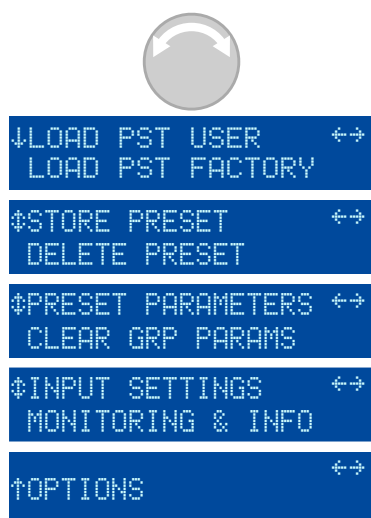 ↓LOAD PST USER ↔
LOAD PST FACTORY
↕STORE PRESET ↔
DELETE PRESET
↕PRESET PARAMETERS ↔
CLEAR GRP PARAMS
↕INPUT SETTINGS ↔
MONITORING & INFO
↔
↑OPTIONS